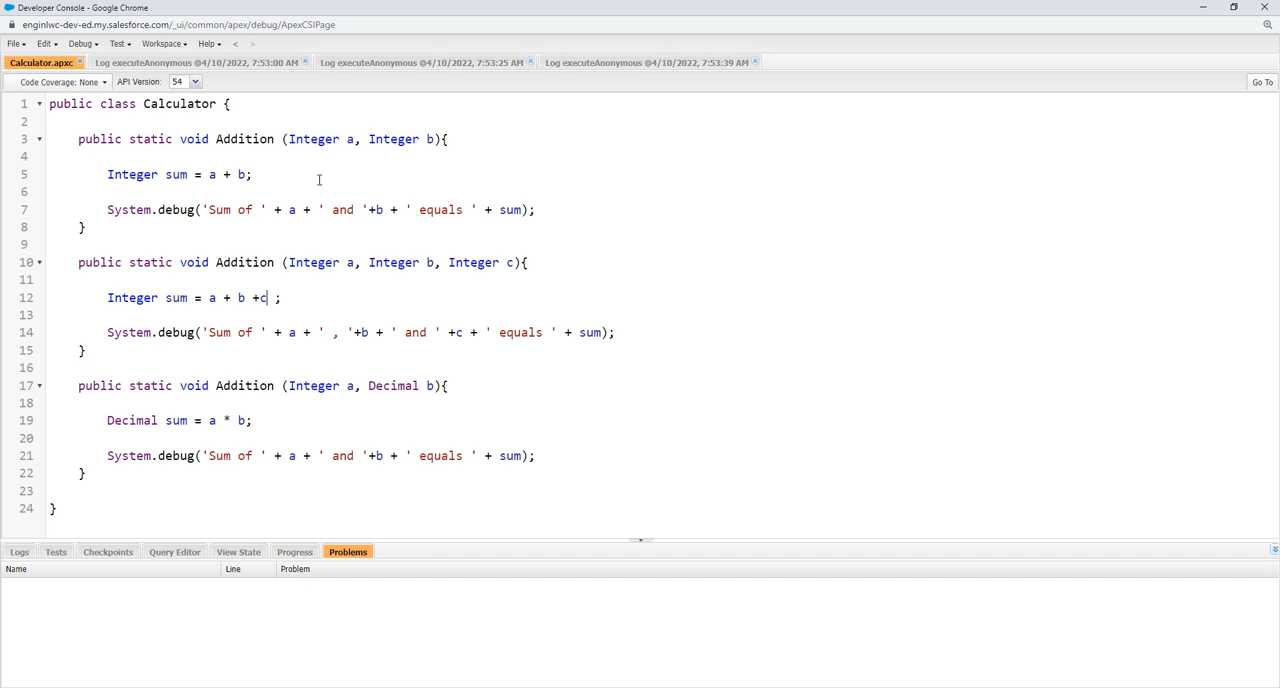 Developer Console - Google Chrome
enginlwc-dev-ed.my.salesforce.com/_ui/common/apex/debug/ApexCSIPage
File Edit Debug Test Workspace Help < >
Calculator.apxc Log executeAnonymous @4/10/2022, 7:53:00 AM Log executeAnonymous @4/10/2022, 7:53:25 AM Log executeAnonymous @4/10/2022, 7:53:39 AM
Code Coverage: None API Version: 54 Go To
1 public class Calculator {
2
3 public static void Addition (Integer a, Integer b){
4
5 Integer sum = a + b;
6
7 System.debug('Sum of ' + a + ' and '+b + ' equals ' + sum);
8 }
9
10 public static void Addition (Integer a, Integer b, Integer c){
11
12 Integer sum = a + b +c ;
13
14 System.debug('Sum of ' + a + ' , '+b + ' and ' +c + ' equals ' + sum);
15 }
16
17 public static void Addition (Integer a, Decimal b){
18
19 Decimal sum = a * b;
20
21 System.debug('Sum of ' + a + ' and '+b + ' equals ' + sum);
22 }
23
24 }
Logs Tests Checkpoints Query Editor View State Progress Problems
Name Line Problem